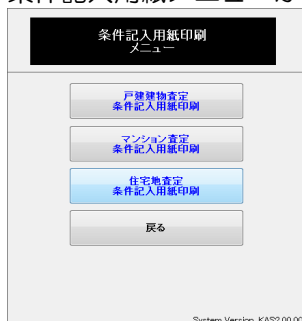 条件記入用紙印刷
メニュー
戸建建物査定
条件記入用紙印刷
マンション査定
条件記入用紙印刷
住宅地査定
条件記入用紙印刷
戻る
System Version KAS2.00.00